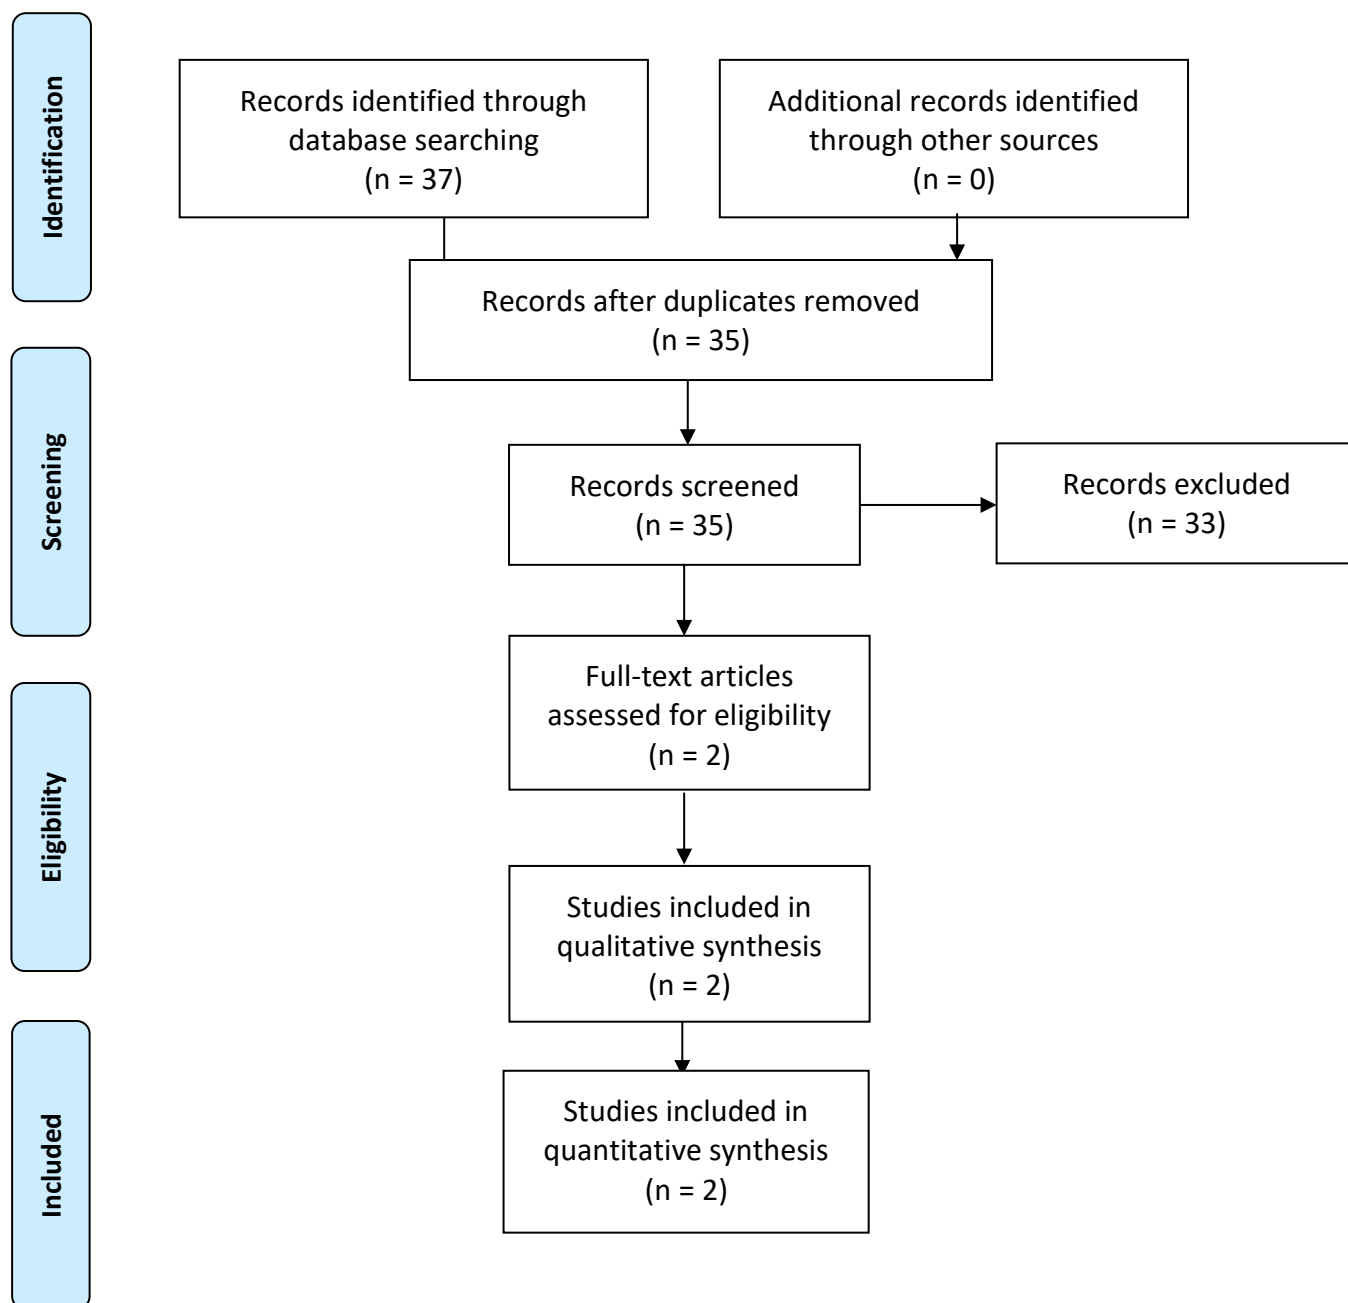 Identification
Records identified through
database searching
(n = 37)
Additional records identified
through other sources
(n = 0)
Records after duplicates removed
(n = 35)
Screening
Records screened
(n = 35)
Records excluded
(n = 33)
Eligibility
Full-text articles
assessed for eligibility
(n = 2)
Studies included in
qualitative synthesis
(n = 2)
Included
Studies included in
quantitative synthesis
(n = 2)